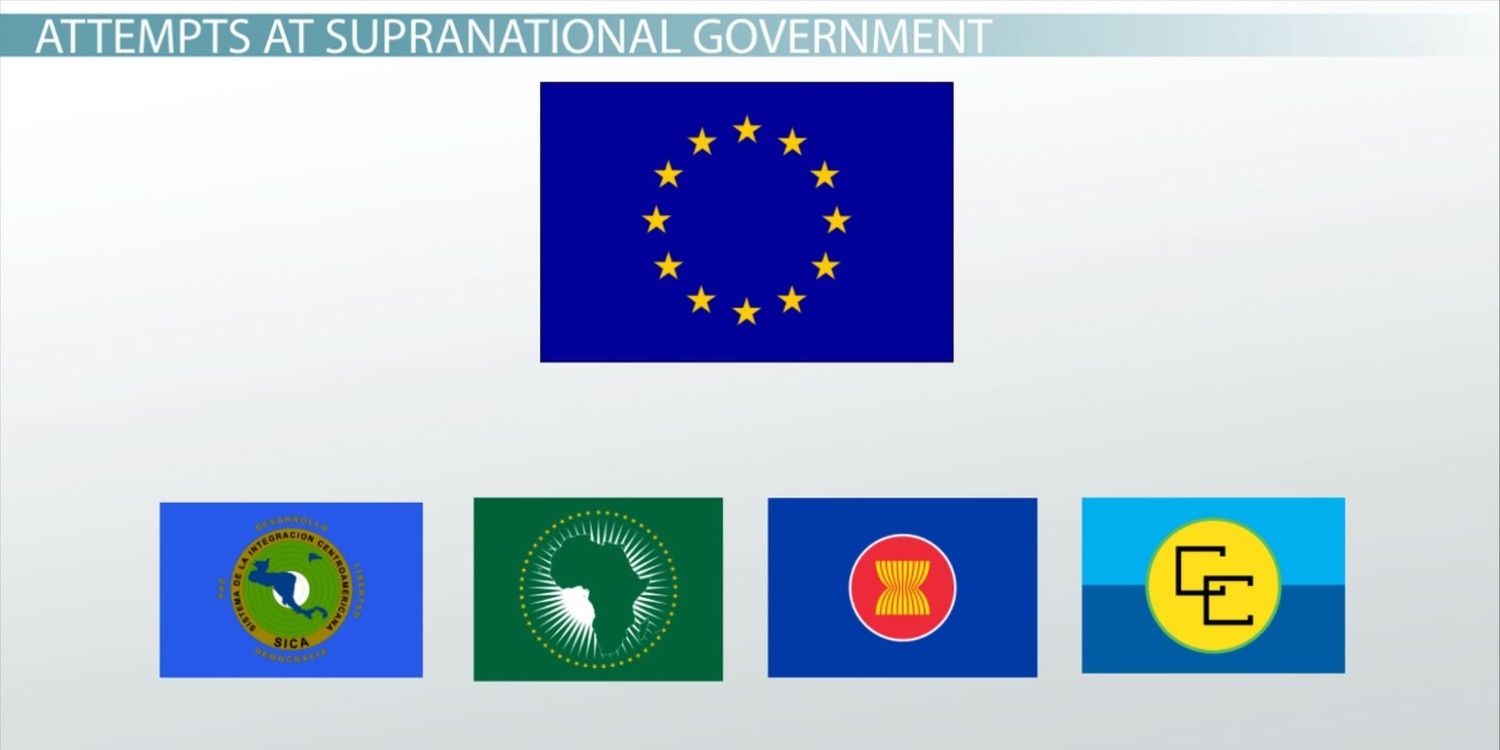 ATTEMPTS AT SUPRANATIONAL GOVERNMENT
DESARROLLO
PAZ
SISTEMA DE LA INTEGRACION CENTROAMERICANA
LIBERTAD
SICA
DEMOCRACIA
CC